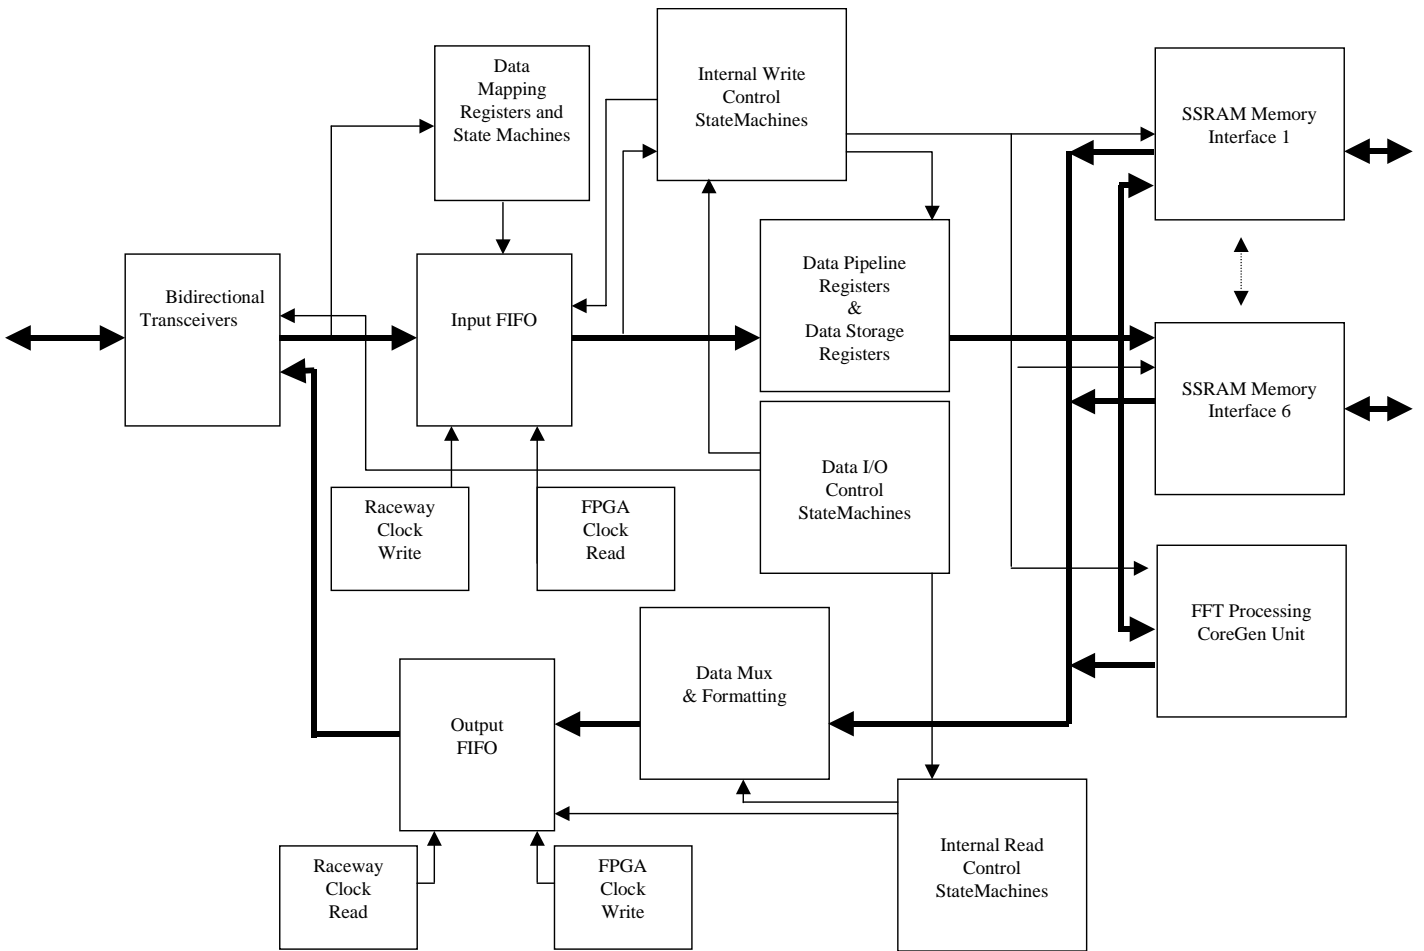 Data
Mapping
Registers and
State Machines
Internal Write
Control
StateMachines
SSRAM Memory
Interface 1
Bidirectional
Transceivers
Input FIFO
Data Pipeline
Registers
&
Data Storage
Registers
SSRAM Memory
Interface 6
Raceway
Clock
Write
FPGA
Clock
Read
Data I/O
Control
StateMachines
FFT Processing
CoreGen Unit
Data Mux
& Formatting
Output
FIFO
Internal Read
Control
StateMachines
Raceway
Clock
Read
FPGA
Clock
Write